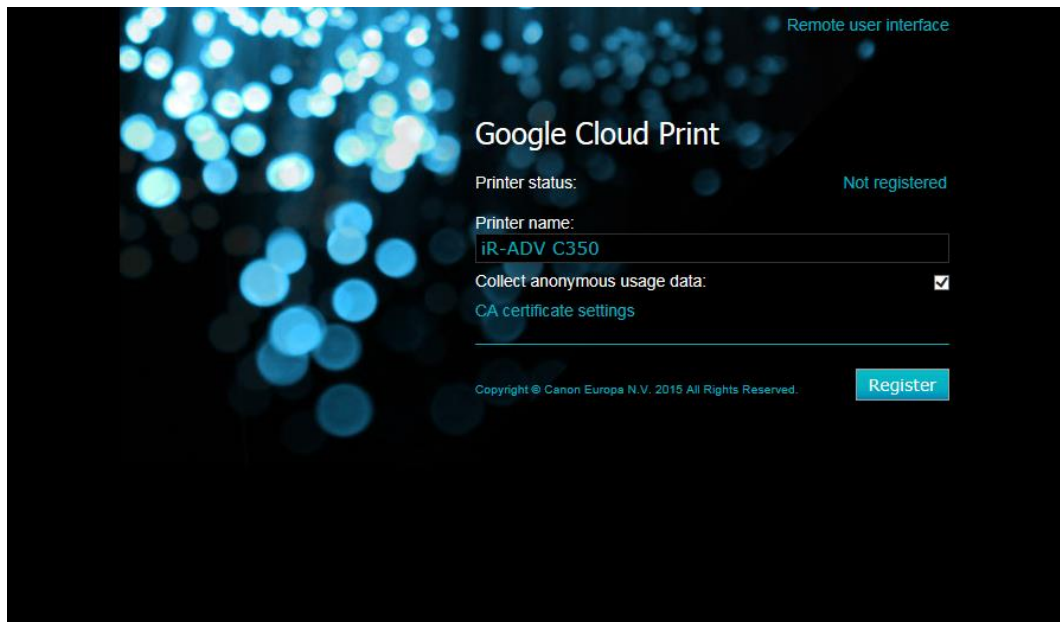 Remote user interface
Google Cloud Print
Printer status: Not registered
Printer name:
iR-ADV C350
Collect anonymous usage data:
CA certificate settings
Copyright © Canon Europa N.V. 2015 All Rights Reserved. Register